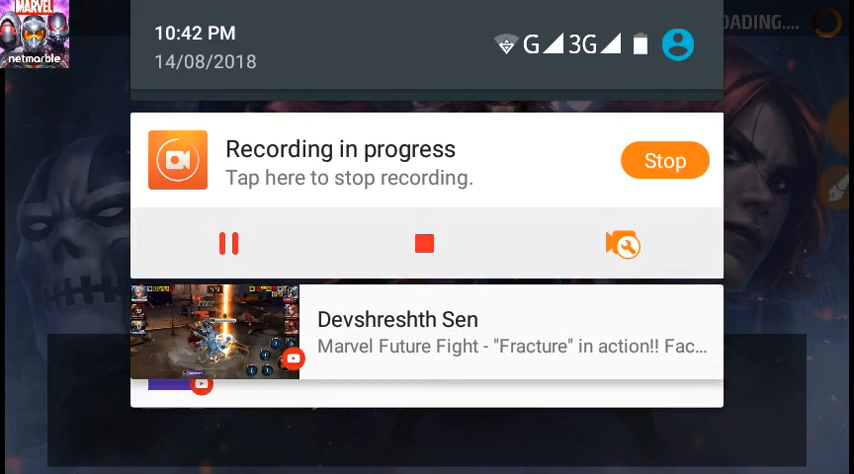 MARVEL
netmarble
10:42 PM
14/08/2018
G 3G
OADING....
Recording in progress
Tap here to stop recording.
Stop
Devshreshth Sen
Marvel Future Fight - "Fracture" in action!! Fac...